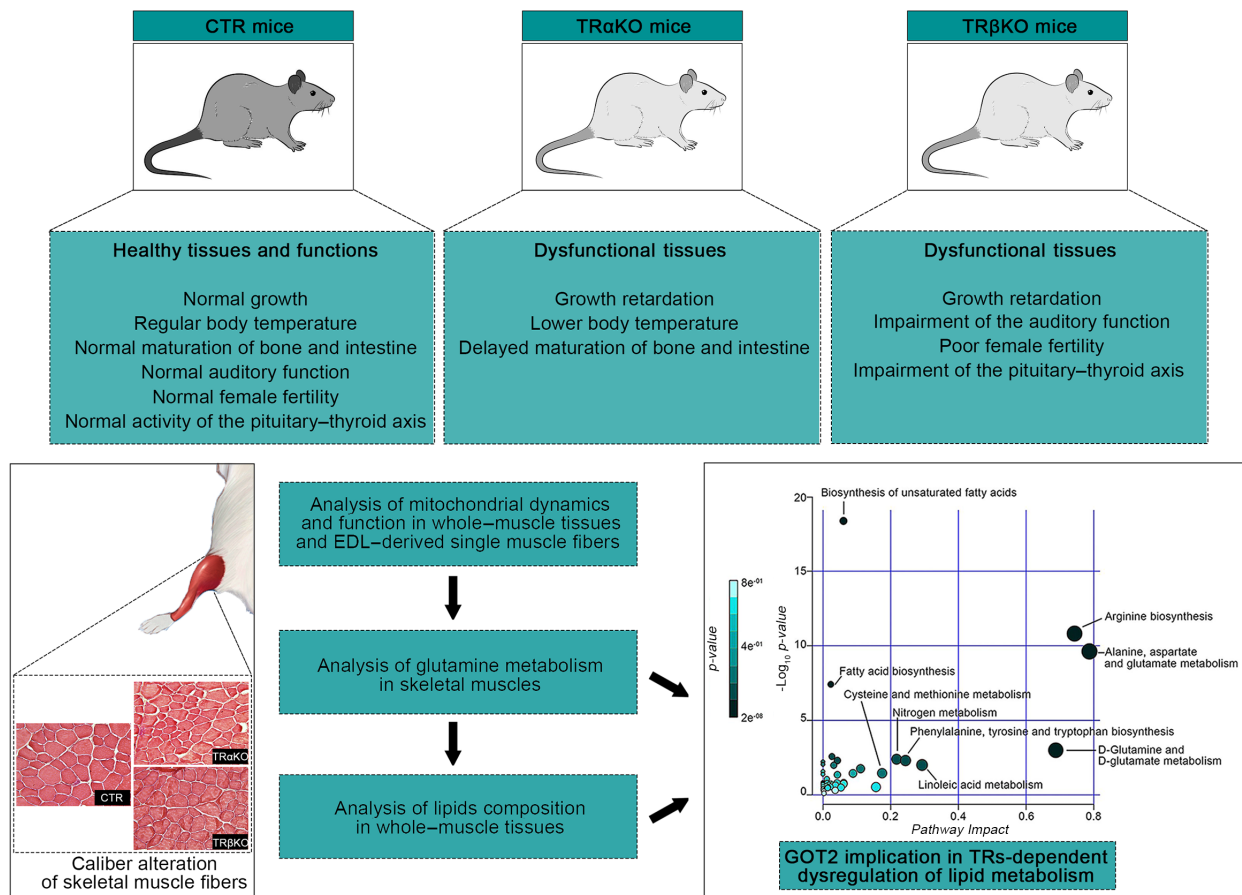 CTR mice
TRαKO mice
TRβKO mice
Healthy tissues and functions
Normal growth
Regular body temperature
Normal maturation of bone and intestine
Normal auditory function
Normal female fertility
Normal activity of the pituitary–thyroid axis
Dysfunctional tissues
Growth retardation
Lower body temperature
Delayed maturation of bone and intestine
Dysfunctional tissues
Growth retardation
Impairment of the auditory function
Poor female fertility
Impairment of the pituitary–thyroid axis
CTR
TRαKO
TRβKO
Caliber alteration
of skeletal muscle fibers
Analysis of mitochondrial dynamics
and function in whole–muscle tissues
and EDL–derived single muscle fibers
Analysis of glutamine metabolism
in skeletal muscles
Analysis of lipids composition
in whole–muscle tissues
p-value
8e-01
4e-01
2e-08
-Log10 p-value
20
15
10
5
0
0.0
0.2
0.4
0.6
0.8
Pathway Impact
Biosynthesis of unsaturated fatty acids
Arginine biosynthesis
Alanine, aspartate
and glutamate metabolism
Fatty acid biosynthesis
Cysteine and methionine metabolism
Nitrogen metabolism
Phenylalanine, tyrosine and tryptophan biosynthesis
D-Glutamine and
D-glutamate metabolism
Linoleic acid metabolism
GOT2 implication in TRs-dependent
dysregulation of lipid metabolism